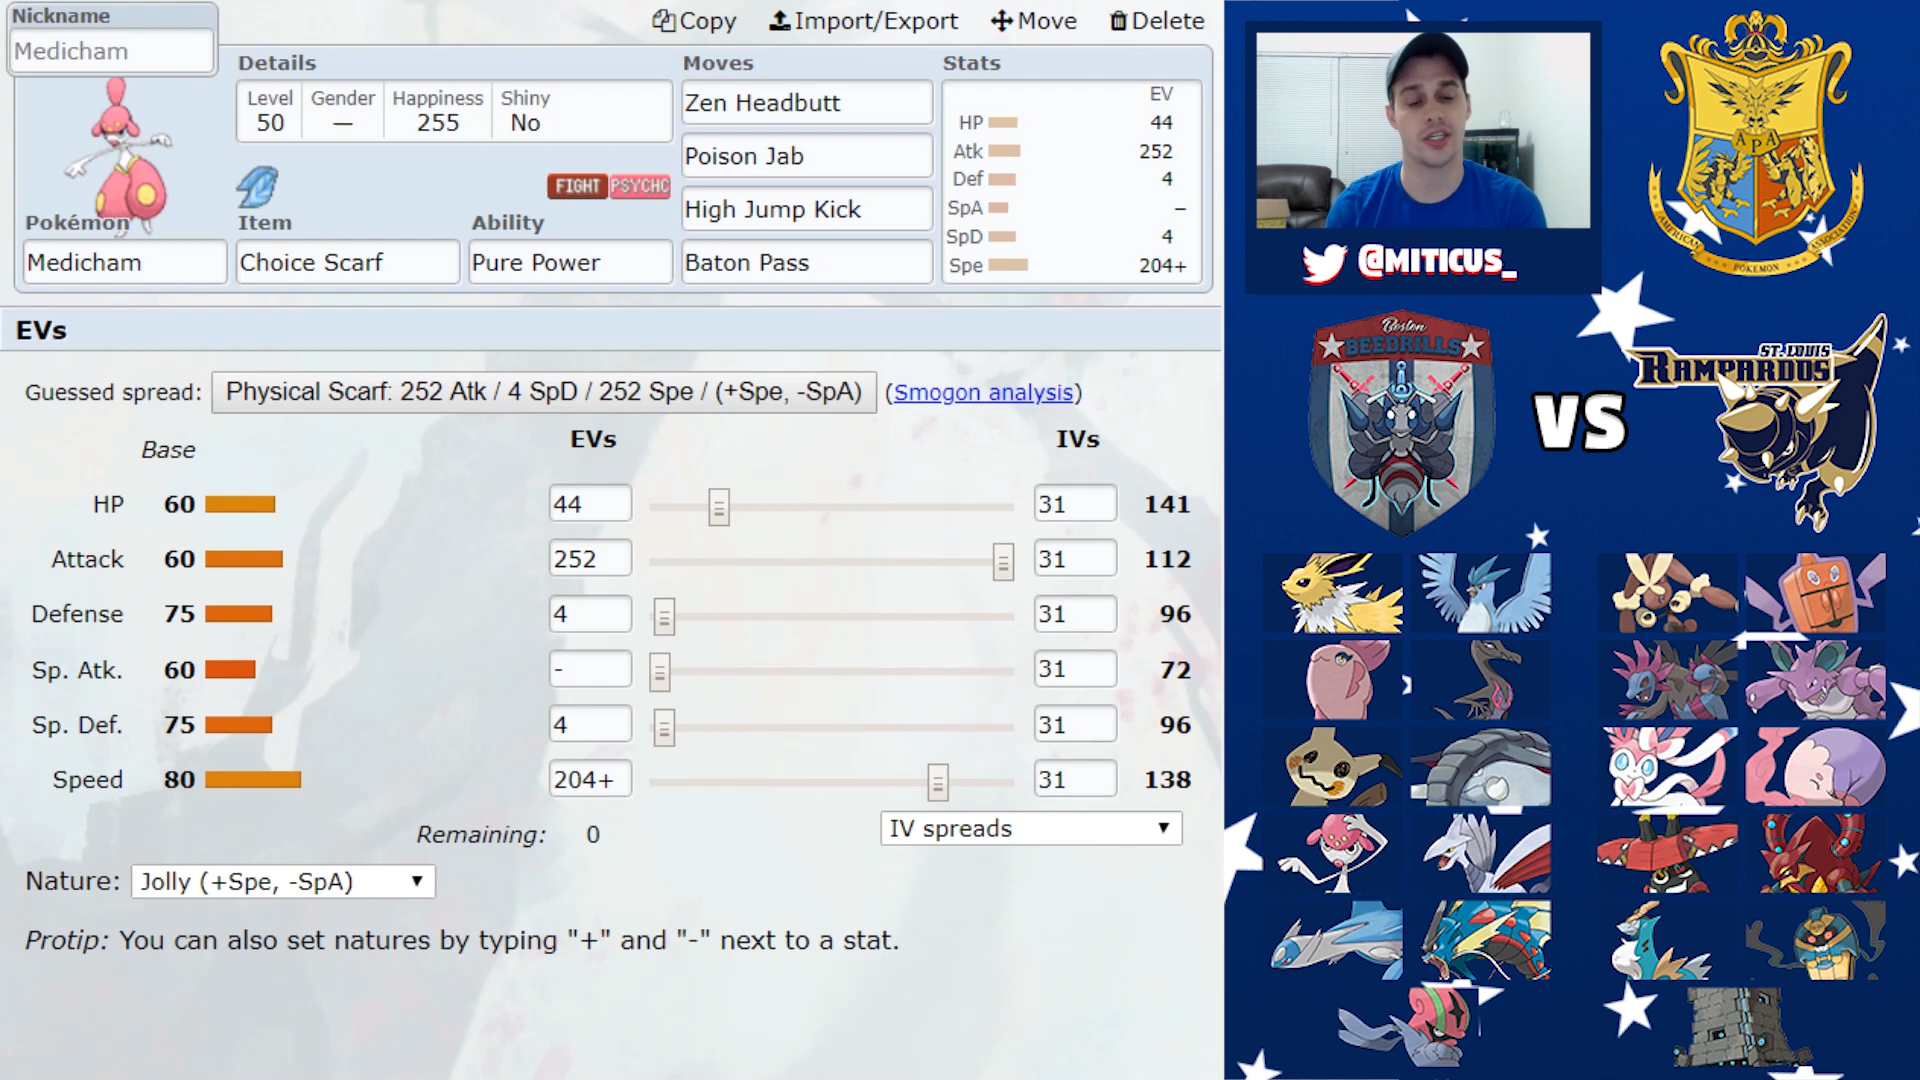 Nickname
Medicham
Copy
Import/Export
Move
Delete
Details
Level
50
Gender
—
Happiness
255
Shiny
No
FIGHT
PSYCHC
Pokémon
Medicham
Item
Choice Scarf
Ability
Pure Power
Moves
Zen Headbutt
Poison Jab
High Jump Kick
Baton Pass
Stats
EV
HP 44
Atk 252
Def 4
SpA –
SpD 4
Spe 204+
EVs
Guessed spread: Physical Scarf: 252 Atk / 4 SpD / 252 Spe / (+Spe, -SpA) (Smogon analysis)
Base EVs IVs
HP 60 44 31 141
Attack 60 252 31 112
Defense 75 4 31 96
Sp. Atk. 60 - 31 72
Sp. Def. 75 4 31 96
Speed 80 204+ 31 138
Remaining: 0
IV spreads
Nature: Jolly (+Spe, -SpA)
Protip: You can also set natures by typing "+" and "-" next to a stat.
@MITICUS_
APA
AMERICAN POKEMON ASSOCIATION
Boston
BEEDRILLS
VS
ST. LOUIS
RAMPARDOS